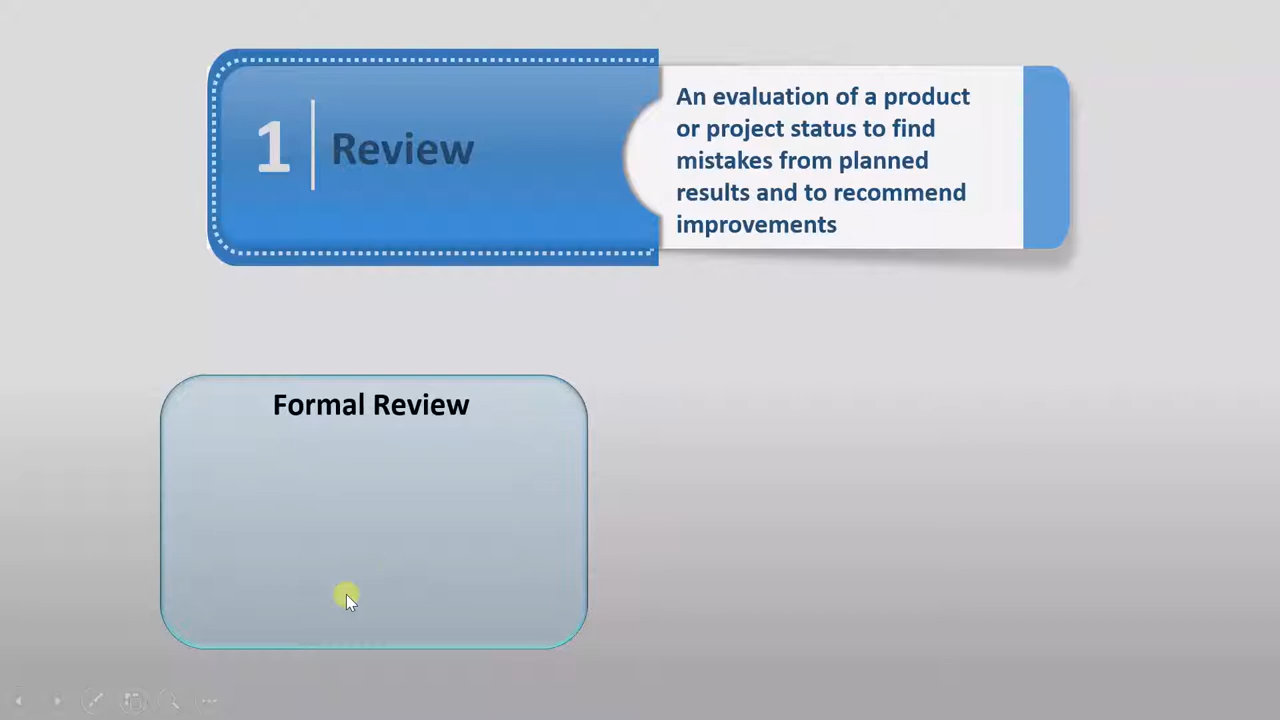 1
Review
An evaluation of a product
or project status to find
mistakes from planned
results and to recommend
improvements
Formal Review